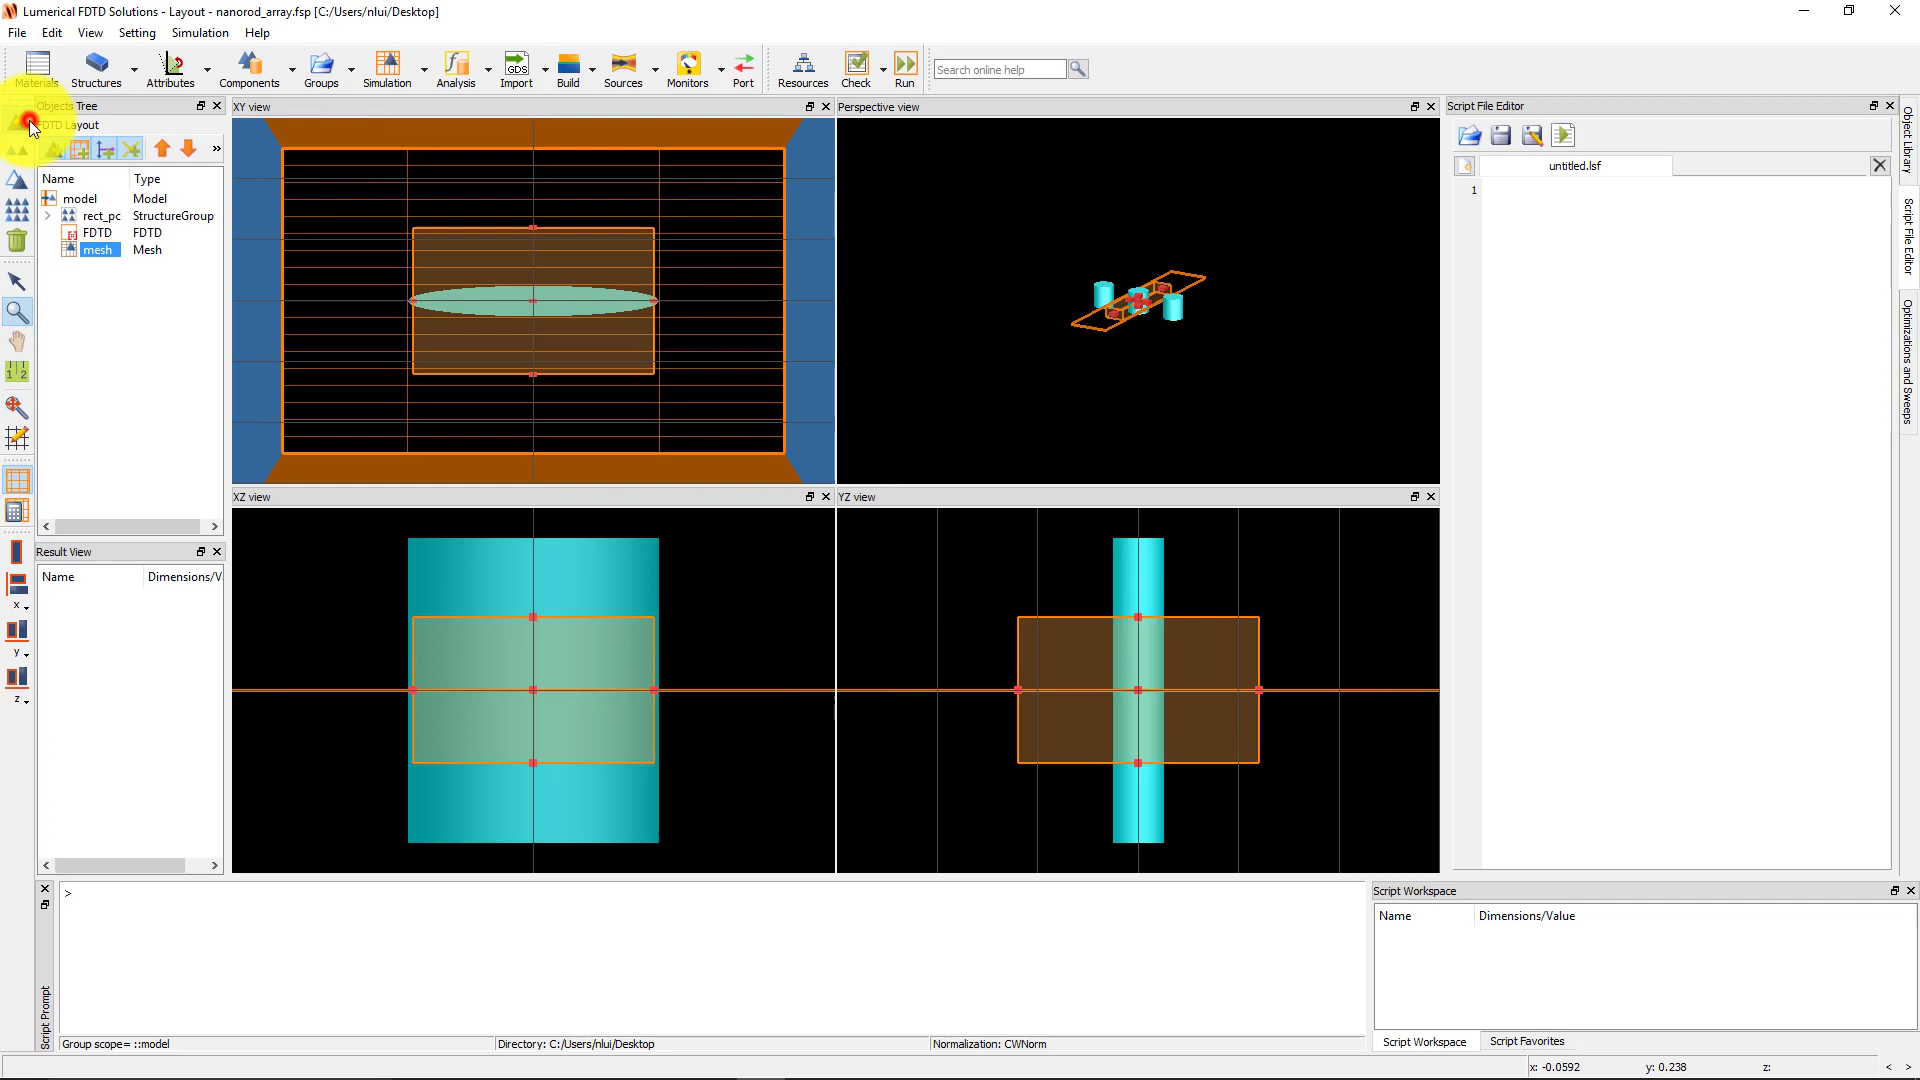 Lumerical FDTD Solutions - Layout - nanorod_array.fsp [C:/Users/nlui/Desktop]
File Edit View Setting Simulation Help
Materials Structures Attributes Components Groups Simulation Analysis Import Build Sources Monitors Port Resources Check Run Search online help
GDS
Objects Tree
FDTD Layout
Name Type
model Model
rect_pc StructureGroup
FDTD FDTD
mesh Mesh
Result View
Name Dimensions/V
x
y
z
XY view
Perspective view
XZ view
YZ view
Script File Editor
untitled.lsf
1
Object Library
Script File Editor
Optimizations and Sweeps
>
Script Prompt
Group scope= ::model Directory: C:/Users/nlui/Desktop Normalization: CWNorm
Script Workspace
Name Dimensions/Value
Script Workspace Script Favorites
x: -0.0592 y: 0.238 z: